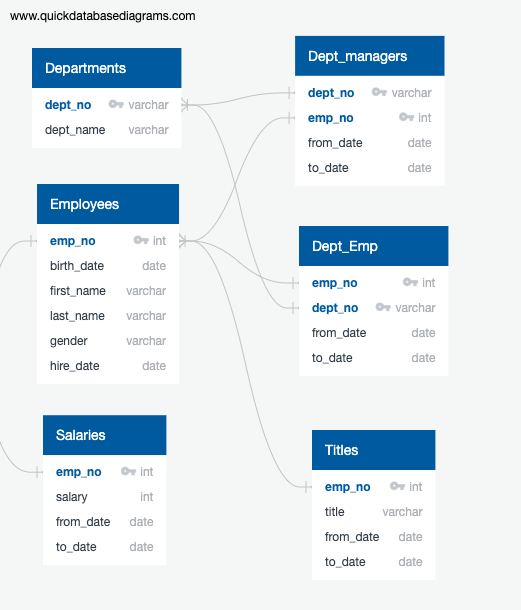 www.quickdatabasediagrams.com
Departments
dept_no varchar
dept_name varchar
Dept_managers
dept_no varchar
emp_no int
from_date date
to_date date
Employees
emp_no int
birth_date date
first_name varchar
last_name varchar
gender varchar
hire_date date
Dept_Emp
emp_no int
dept_no varchar
from_date date
to_date date
Salaries
emp_no int
salary int
from_date date
to_date date
Titles
emp_no int
title varchar
from_date date
to_date date